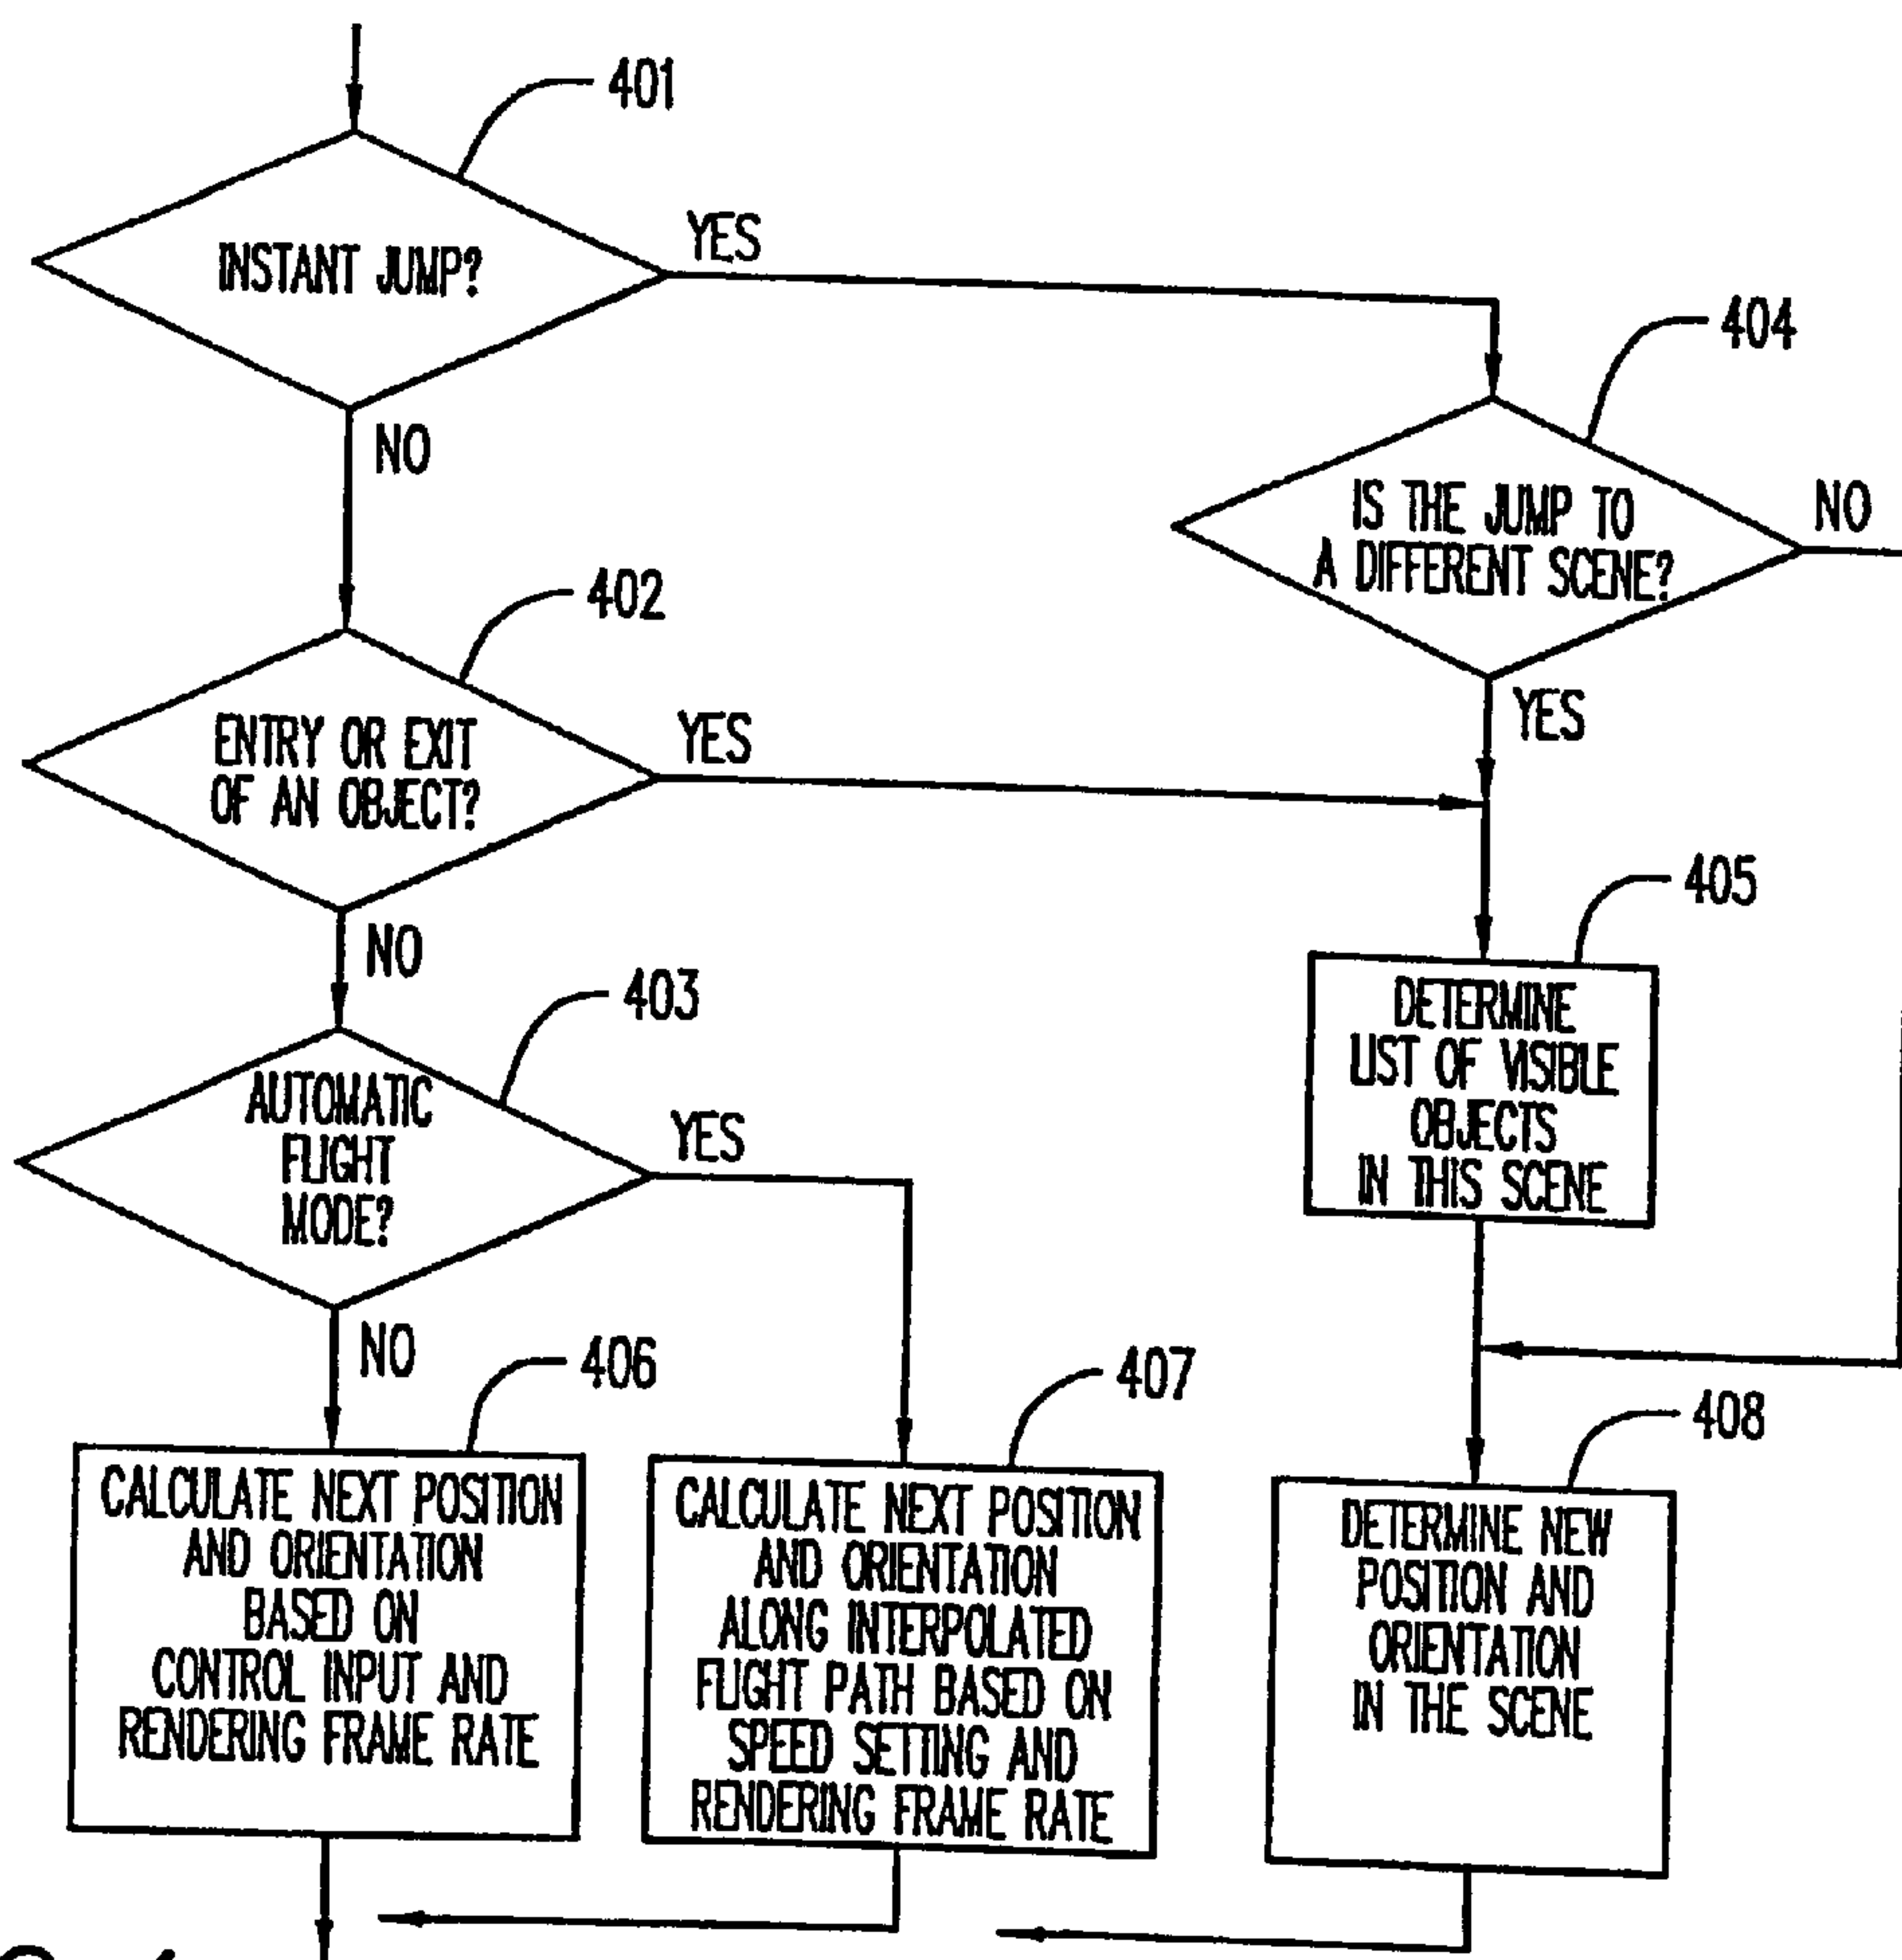 401
INSTANT JUMP?
YES
NO
404
IS THE JUMP TO
A DIFFERENT SCENE?
NO
YES
402
ENTRY OR EXIT
OF AN OBJECT?
YES
NO
405
DETERMINE
LIST OF VISIBLE
OBJECTS
IN THIS SCENE
403
AUTOMATIC
FLIGHT
MODE?
YES
NO
406
CALCULATE NEXT POSITION
AND ORIENTATION
BASED ON
CONTROL INPUT AND
RENDERING FRAME RATE
407
CALCULATE NEXT POSITION
AND ORIENTATION
ALONG INTERPOLATED
FLIGHT PATH BASED ON
SPEED SETTING AND
RENDERING FRAME RATE
408
DETERMINE NEW
POSITION AND
ORIENTATION
IN THE SCENE